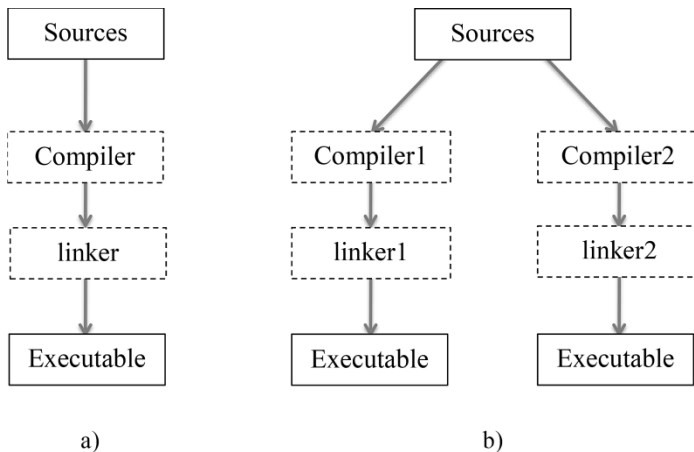 Sources
Compiler
linker
Executable
a)
Sources
Compiler1
Compiler2
linker1
linker2
Executable
Executable
b)